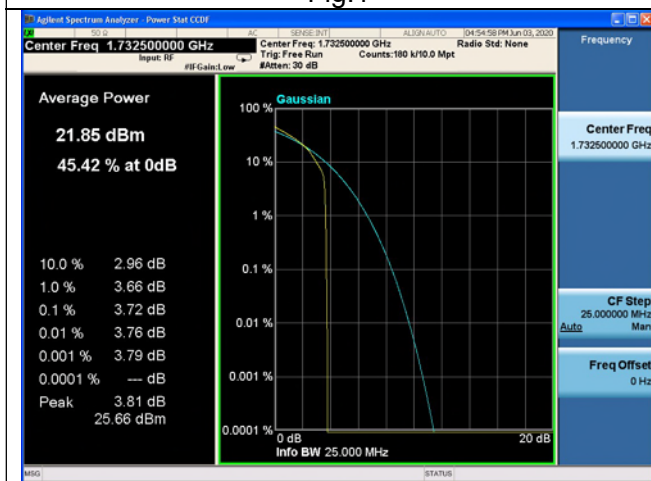 Agilent Spectrum Analyzer - Power Stat CCDF
50 Ω AC SENSE:INT ALIGN AUTO 04:54:58 PM Jun 03, 2020
Center Freq 1.732500000 GHz
Input: RF
#IFGain:Low
Center Freq: 1.732500000 GHz
Radio Std: None
Trig: Free Run
Counts:180 k/10.0 Mpt
#Atten: 30 dB
Frequency
Average Power
21.85 dBm
45.42 % at 0dB
10.0 % 2.96 dB
1.0 % 3.66 dB
0.1 % 3.72 dB
0.01 % 3.76 dB
0.001 % 3.79 dB
0.0001 % --- dB
Peak 3.81 dB
25.66 dBm
Gaussian
100 %
10 %
1 %
0.1 %
0.01 %
0.001 %
0.0001 %
0 dB 20 dB
Info BW 25.000 MHz
Center Freq
1.732500000 GHz
CF Step
25.000000 MHz
Auto Man
Freq Offset
0 Hz
MSG STATUS